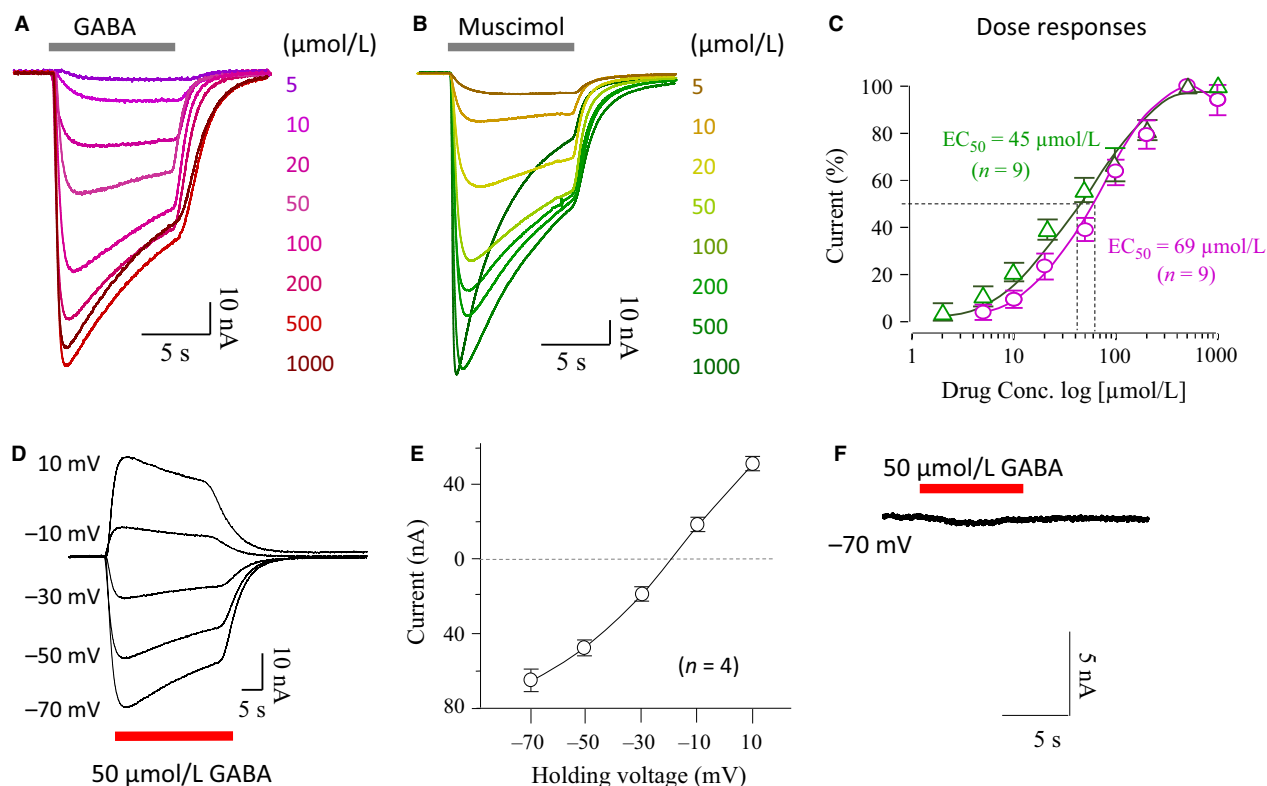 A
GABA
(µmol/L)
5
10
20
50
100
200
500
1000
10 nA
5 s
B
Muscimol
(µmol/L)
5
10
20
50
100
200
500
1000
10 nA
5 s
C
Dose responses
Current (%)
100
80
60
40
20
0
EC50 = 45 µmol/L
(n = 9)
EC50 = 69 µmol/L
(n = 9)
1
10
100
1000
Drug Conc. log [µmol/L]
D
10 mV
–10 mV
–30 mV
–50 mV
–70 mV
10 nA
5 s
50 µmol/L GABA
E
Current (nA)
40
0
40
80
(n = 4)
–70
–50
–30
–10
10
Holding voltage (mV)
F
50 µmol/L GABA
–70 mV
5 nA
5 s